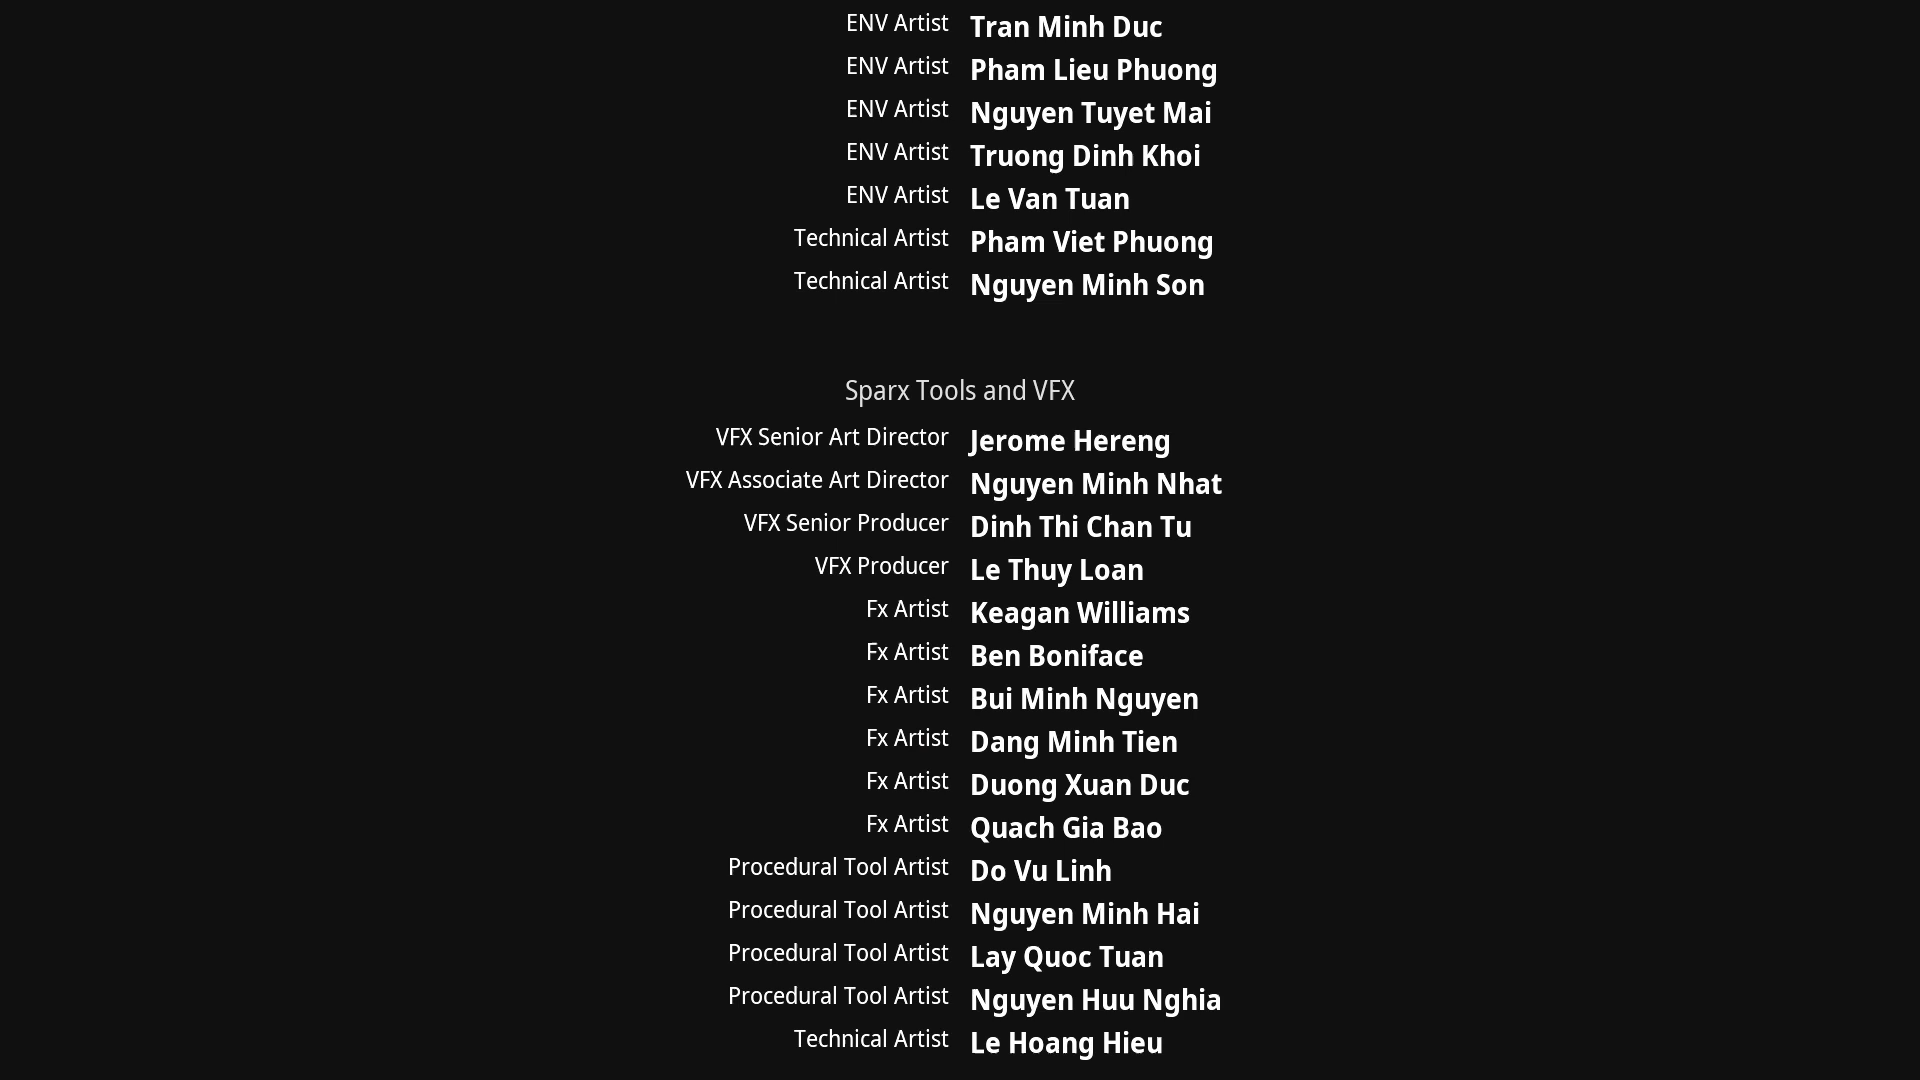 ENV Artist Tran Minh Duc
ENV Artist Pham Lieu Phuong
ENV Artist Nguyen Tuyet Mai
ENV Artist Truong Dinh Khoi
ENV Artist Le Van Tuan
Technical Artist Pham Viet Phuong
Technical Artist Nguyen Minh Son
Sparx Tools and VFX
VFX Senior Art Director Jerome Hereng
VFX Associate Art Director Nguyen Minh Nhat
VFX Senior Producer Dinh Thi Chan Tu
VFX Producer Le Thuy Loan
Fx Artist Keagan Williams
Fx Artist Ben Boniface
Fx Artist Bui Minh Nguyen
Fx Artist Dang Minh Tien
Fx Artist Duong Xuan Duc
Fx Artist Quach Gia Bao
Procedural Tool Artist Do Vu Linh
Procedural Tool Artist Nguyen Minh Hai
Procedural Tool Artist Lay Quoc Tuan
Procedural Tool Artist Nguyen Huu Nghia
Technical Artist Le Hoang Hieu